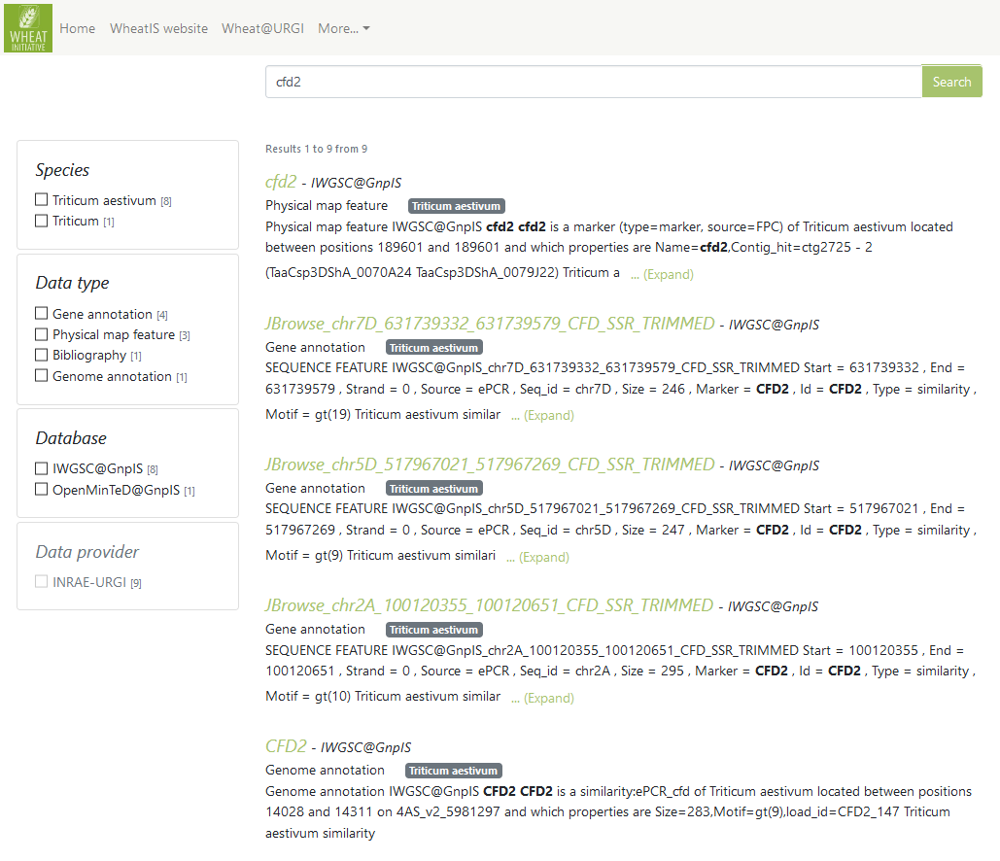 WHEAT
INITIATIVE
Home WheatIS website Wheat@URGI More...
cfd2 Search
Species
Triticum aestivum [8]
Triticum [1]
Data type
Gene annotation [4]
Physical map feature [3]
Bibliography [1]
Genome annotation [1]
Database
IWGSC@GnpIS [8]
OpenMinTeD@GnpIS [1]
Data provider
INRAE-URGI [9]
Results 1 to 9 from 9
cfd2 - IWGSC@GnpIS
Physical map feature Triticum aestivum
Physical map feature IWGSC@GnpIS cfd2 cfd2 is a marker (type=marker, source=FPC) of Triticum aestivum located
between positions 189601 and 189601 and which properties are Name=cfd2,Contig_hit=ctg2725 - 2
(TaaCsp3DShA_0070A24 TaaCsp3DShA_0079J22) Triticum a ... (Expand)
JBrowse_chr7D_631739332_631739579_CFD_SSR_TRIMMED - IWGSC@GnpIS
Gene annotation Triticum aestivum
SEQUENCE FEATURE IWGSC@GnpIS_chr7D_631739332_631739579_CFD_SSR_TRIMMED Start = 631739332 , End =
631739579 , Strand = 0 , Source = ePCR , Seq_id = chr7D , Size = 246 , Marker = CFD2 , Id = CFD2 , Type = similarity ,
Motif = gt(19) Triticum aestivum similar ... (Expand)
JBrowse_chr5D_517967021_517967269_CFD_SSR_TRIMMED - IWGSC@GnpIS
Gene annotation Triticum aestivum
SEQUENCE FEATURE IWGSC@GnpIS_chr5D_517967021_517967269_CFD_SSR_TRIMMED Start = 517967021 , End =
517967269 , Strand = 0 , Source = ePCR , Seq_id = chr5D , Size = 247 , Marker = CFD2 , Id = CFD2 , Type = similarity ,
Motif = gt(9) Triticum aestivum similari ... (Expand)
JBrowse_chr2A_100120355_100120651_CFD_SSR_TRIMMED - IWGSC@GnpIS
Gene annotation Triticum aestivum
SEQUENCE FEATURE IWGSC@GnpIS_chr2A_100120355_100120651_CFD_SSR_TRIMMED Start = 100120355 , End =
100120651 , Strand = 0 , Source = ePCR , Seq_id = chr2A , Size = 295 , Marker = CFD2 , Id = CFD2 , Type = similarity ,
Motif = gt(10) Triticum aestivum similar ... (Expand)
CFD2 - IWGSC@GnpIS
Genome annotation Triticum aestivum
Genome annotation IWGSC@GnpIS CFD2 CFD2 is a similarity:ePCR_cfd of Triticum aestivum located between positions
14028 and 14311 on 4AS_v2_5981297 and which properties are Size=283,Motif=gt(9),load_id=CFD2_147 Triticum
aestivum similarity